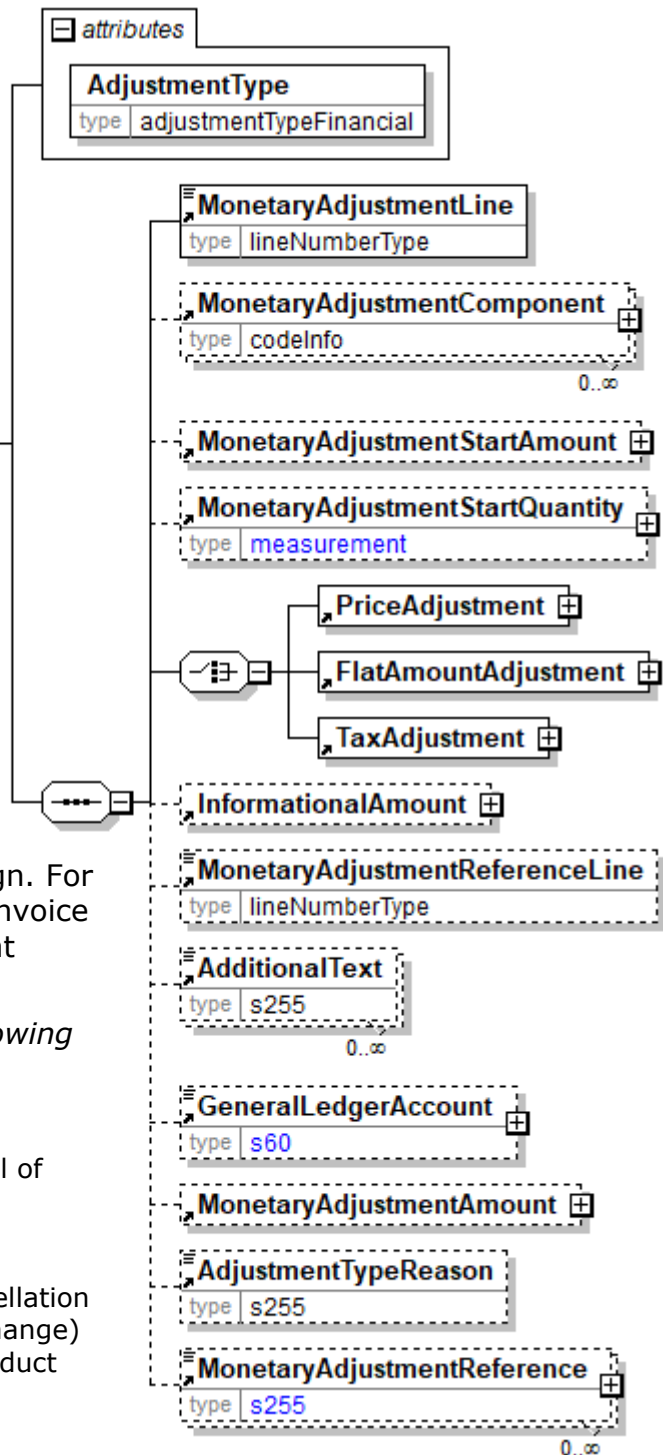 attributes
AdjustmentType
type adjustmentTypeFinancial
MonetaryAdjustmentLine
type lineNumberType
MonetaryAdjustmentComponent
type codeInfo
0..∞
MonetaryAdjustmentStartAmount
MonetaryAdjustmentStartQuantity
type measurement
PriceAdjustment
FlatAmountAdjustment
TaxAdjustment
InformationalAmount
gn. For
MonetaryAdjustmentReferenceLine
nvoice
type lineNumberType
t
AdditionalText
type s255
owing
0..∞
GeneralLedgerAccount
type s60
l of
MonetaryAdjustmentAmount
AdjustmentTypeReason
ellation
type s255
ange)
duct
MonetaryAdjustmentReference
type s255
0..∞